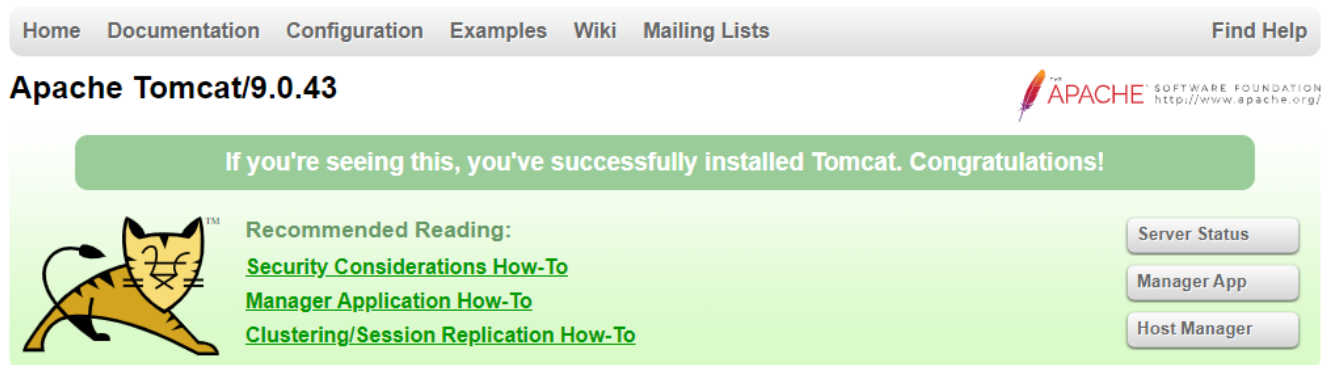 Home Documentation Configuration Examples Wiki Mailing Lists Find Help
Apache Tomcat/9.0.43
THE
APACHE® SOFTWARE FOUNDATION
http://www.apache.org/
If you're seeing this, you've successfully installed Tomcat. Congratulations!
TM
Recommended Reading:
Security Considerations How-To
Manager Application How-To
Clustering/Session Replication How-To
Server Status
Manager App
Host Manager